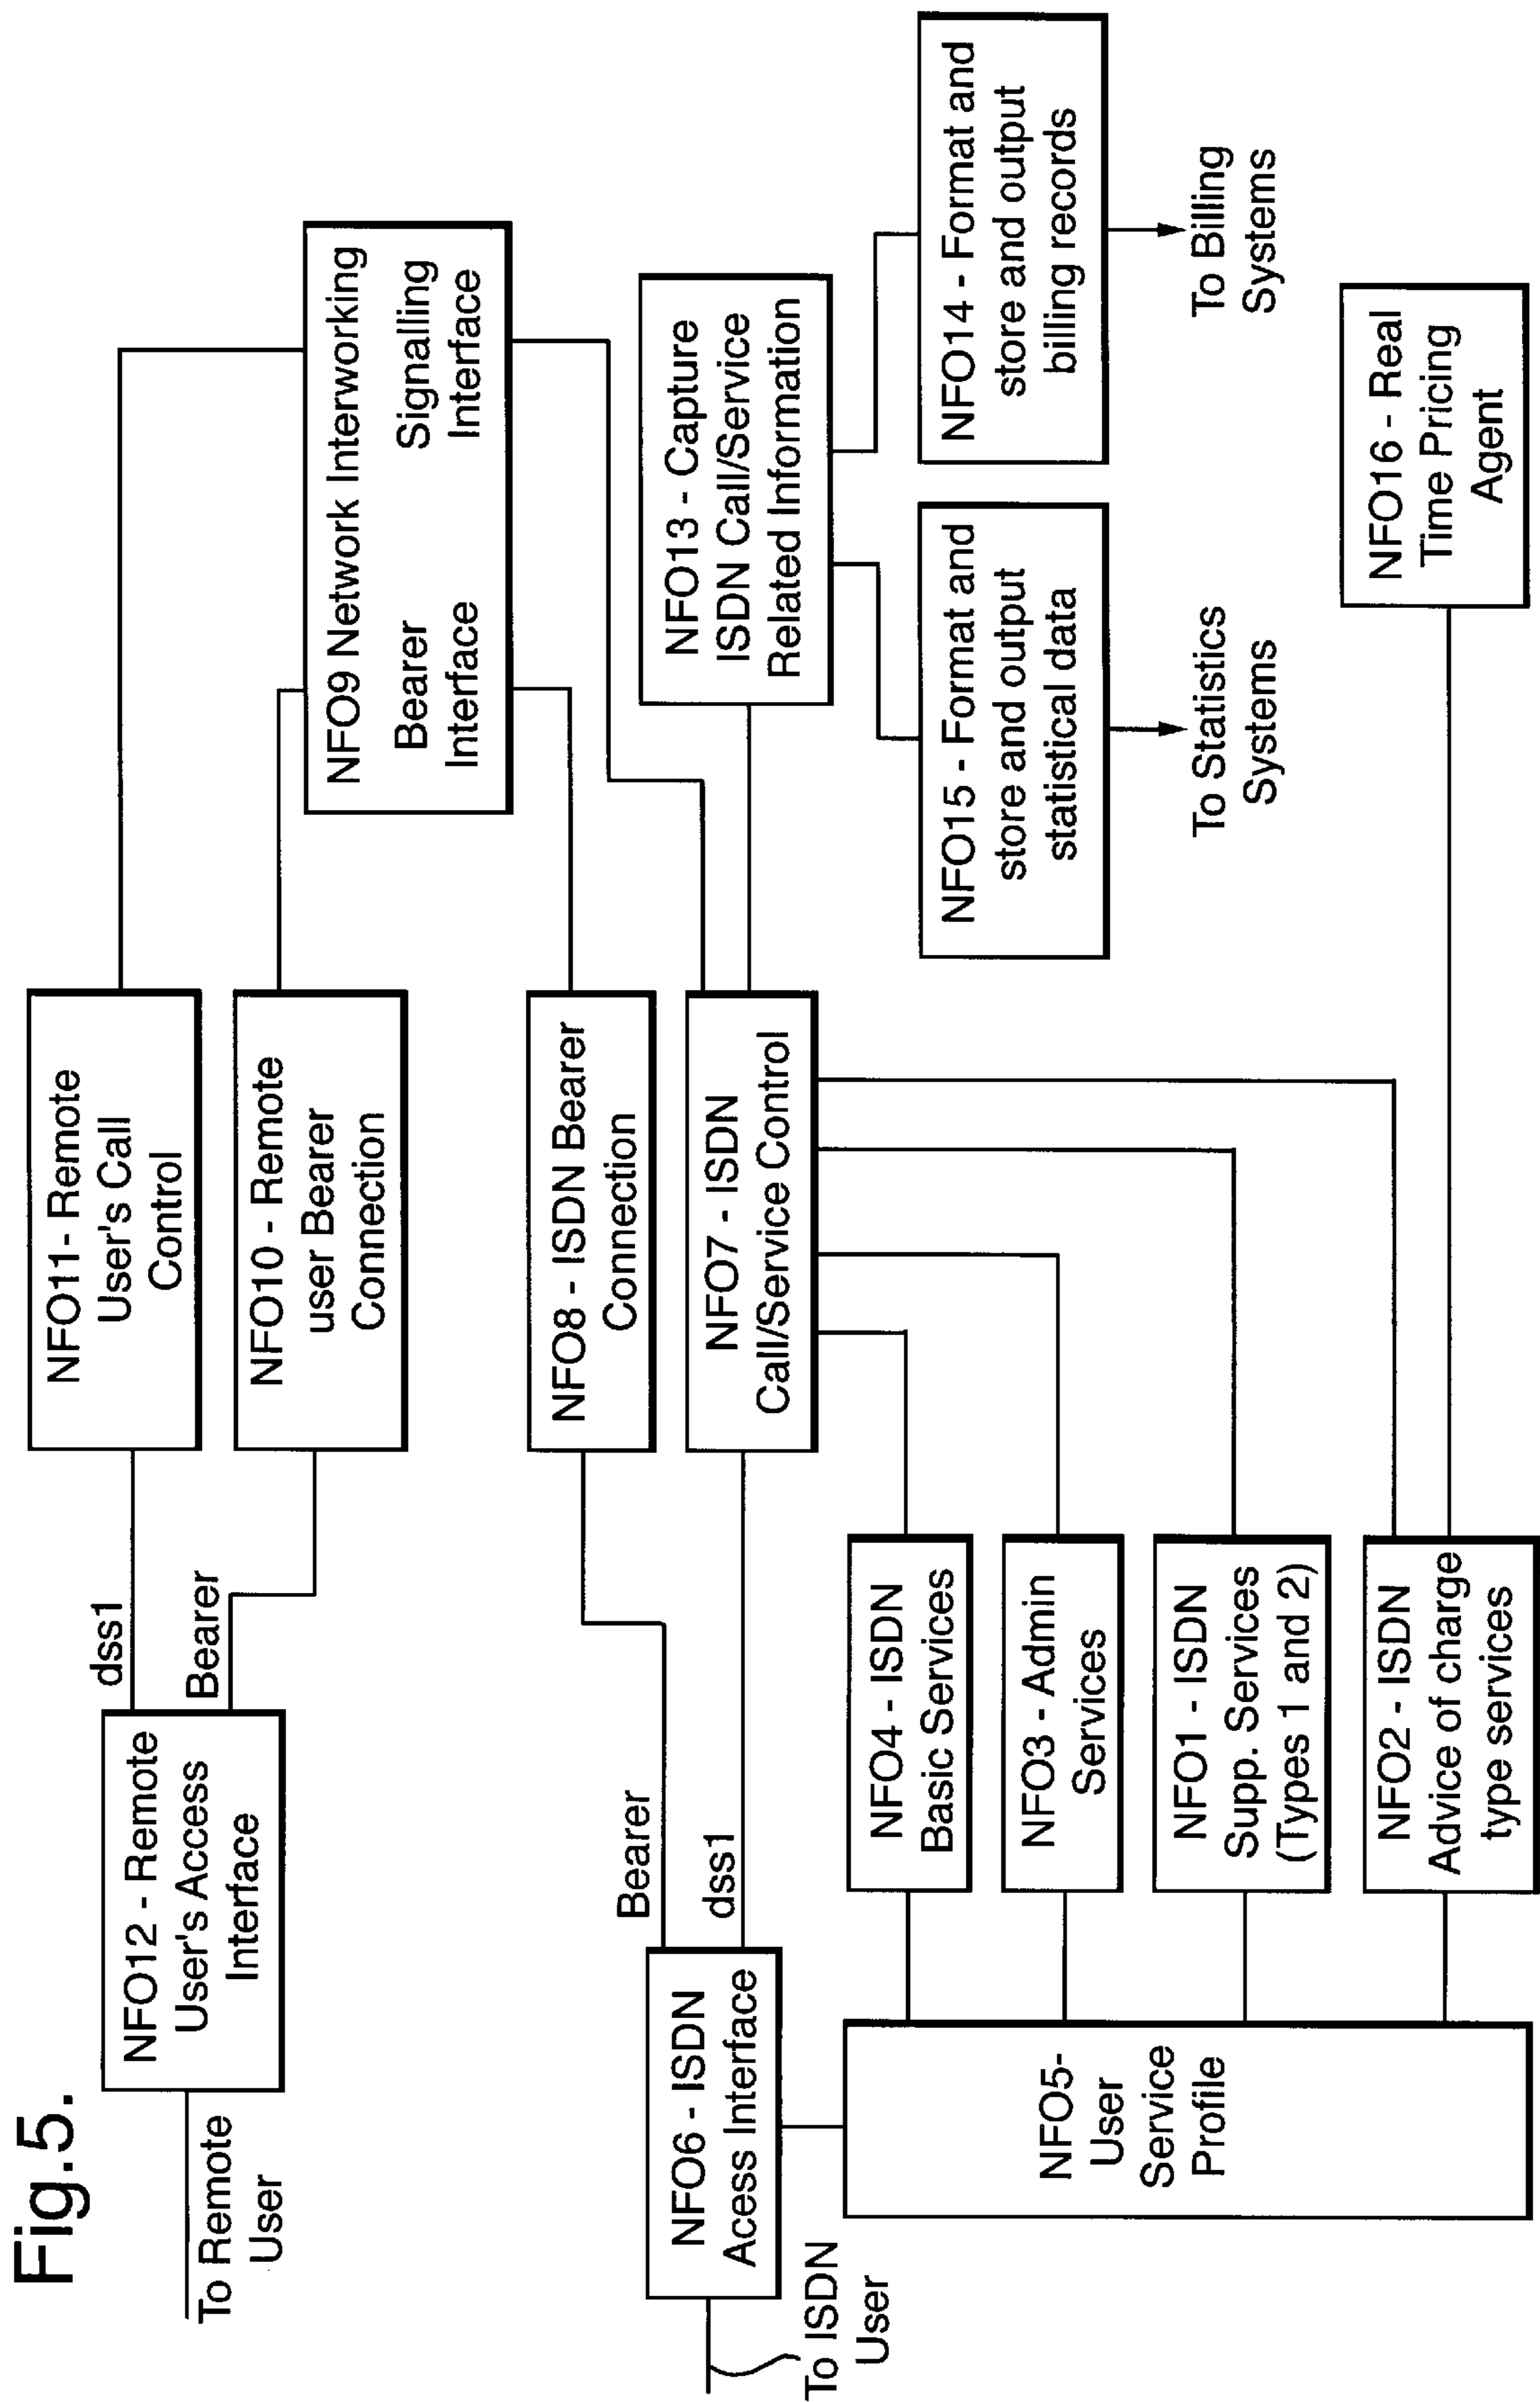 Fig.5.
To Remote
User
NFO12 - Remote
User's Access
Interface
dss1
Bearer
NFO11- Remote
User's Call
Control
NFO10 - Remote
user Bearer
Connection
NFO9 Network Interworking
Bearer
Interface
Signalling
Interface
To ISDN
User
NFO6 - ISDN
Acess Interface
Bearer
dss1
NFO8 - ISDN Bearer
Connection
NFO7 - ISDN
Call/Service Control
NFO13 - Capture
ISDN Call/Service
Related Information
NFO5-
User
Service
Profile
NFO4 - ISDN
Basic Services
NFO3 - Admin
Services
NFO1 - ISDN
Supp. Services
(Types 1 and 2)
NFO2 - ISDN
Advice of charge
type services
NFO15 - Format and
store and output
statistical data
To Statistics
Systems
NFO14 - Format and
store and output
billing records
To Billing
Systems
NFO16 - Real
Time Pricing
Agent